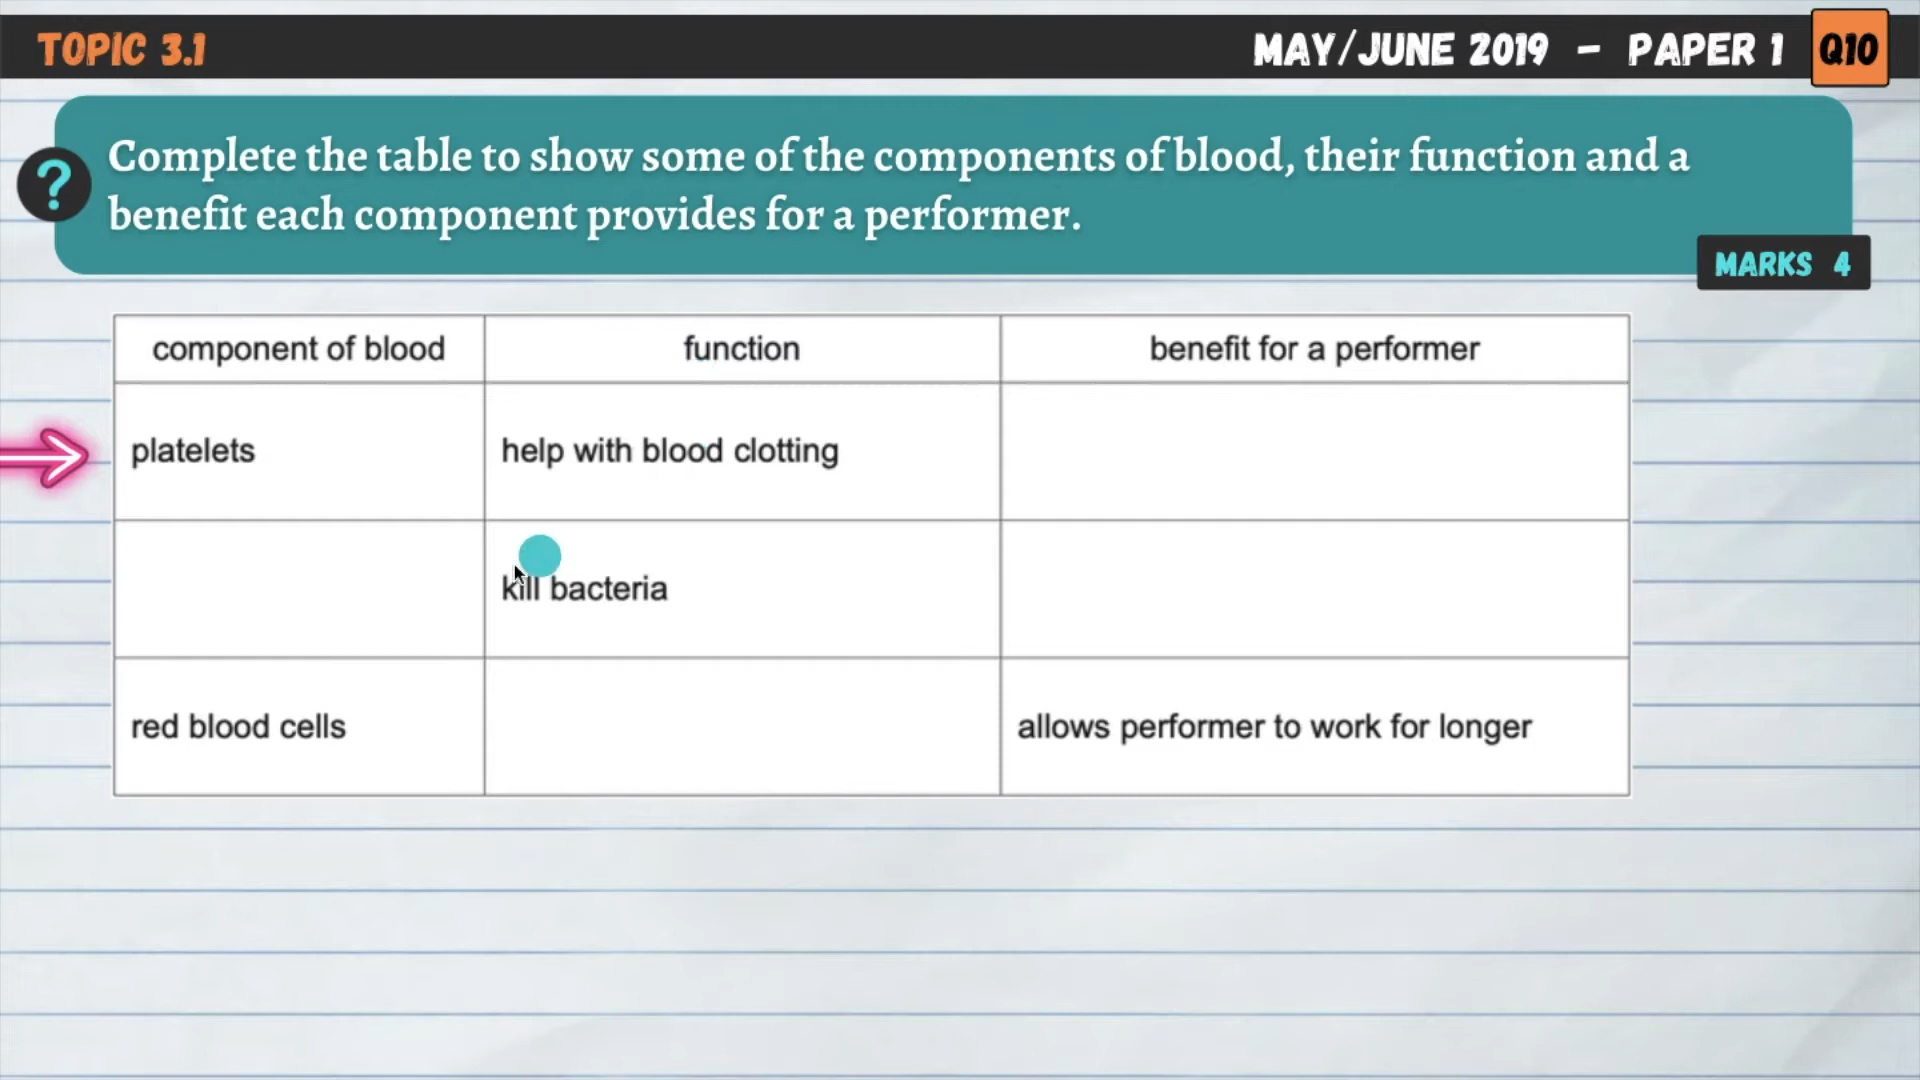 TOPIC 3.1
MAY/JUNE 2019 - PAPER 1 Q10
?
Complete the table to show some of the components of blood, their function and a
benefit each component provides for a performer.
MARKS 4
component of blood function benefit for a performer
platelets help with blood clotting
kill bacteria
red blood cells allows performer to work for longer